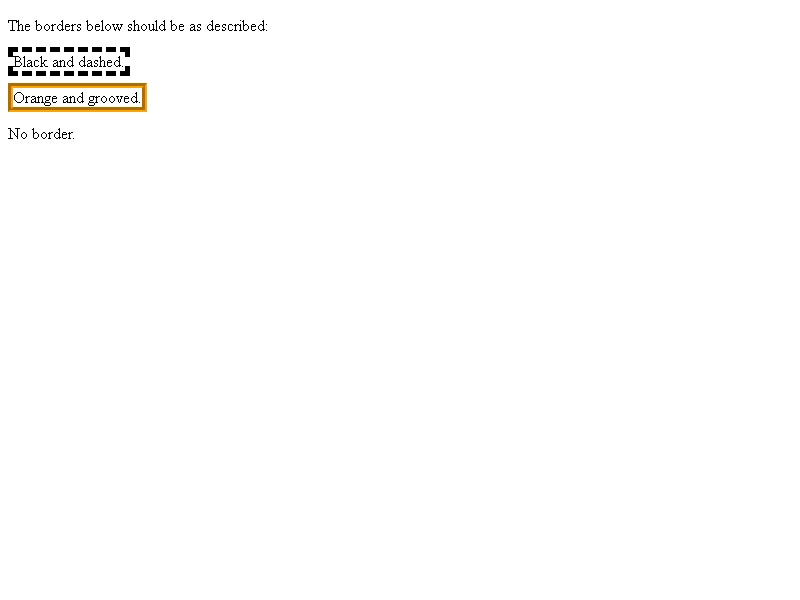 The borders below should be as described:
Black and dashed.
Orange and grooved.
No border.